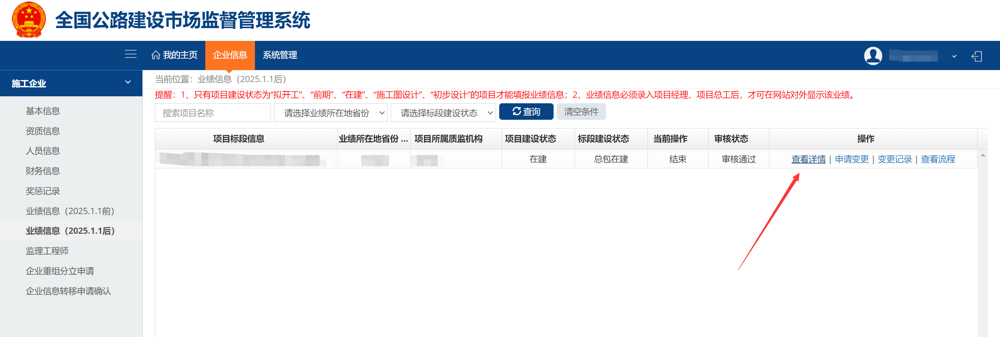 全国公路建设市场监督管理系统
我的主页 企业信息 系统管理
施工企业
基本信息
资质信息
人员信息
财务信息
奖惩记录
业绩信息（2025.1.1前）
业绩信息（2025.1.1后）
监理工程师
企业重组分立申请
企业信息转移申请确认
当前位置：业绩信息（2025.1.1后）
提醒：1、只有项目建设状态为“拟开工”、“前期”、“在建”、“施工图设计”、“初步设计”的项目才能填报业绩信息；2、业绩信息必须录入项目经理、项目总工后，才可在网站对外显示该业绩。
搜索项目名称 请选择业绩所在地省份 请选择标段建设状态 查询 清空条件
项目标段信息 业绩所在地省份 ... 项目所属质监机构 项目建设状态 标段建设状态 当前操作 审核状态 操作
在建 总包在建 结束 审核通过 查看详情 | 申请变更 | 变更记录 | 查看流程